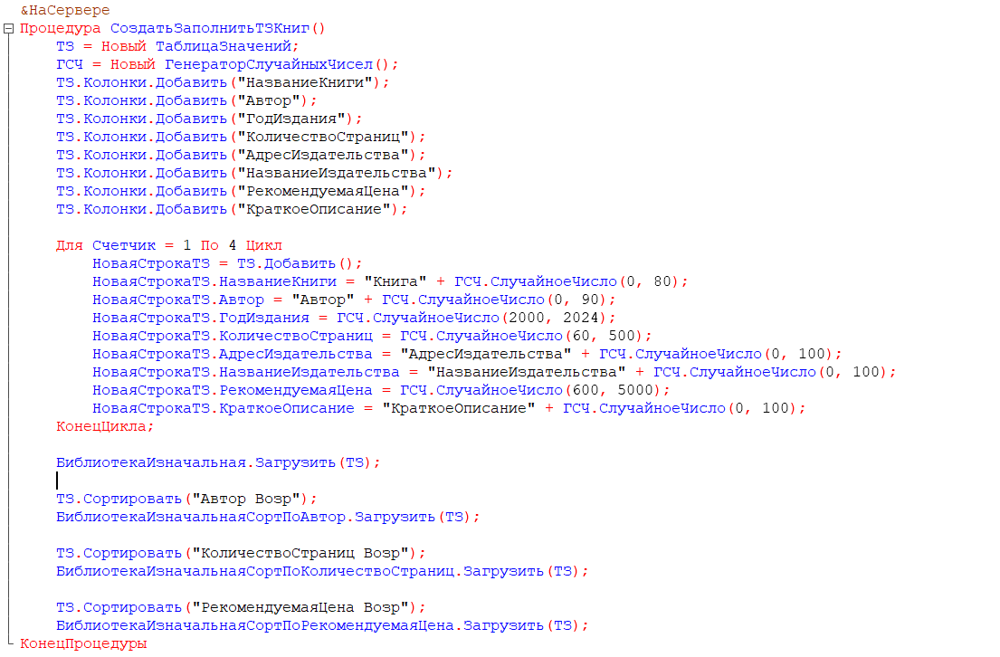 &НаСервере
Процедура СоздатьЗаполнитьТЗКниг()
ТЗ = Новый ТаблицаЗначений;
ГСЧ = Новый ГенераторСлучайныхЧисел();
ТЗ.Колонки.Добавить("НазваниеКниги");
ТЗ.Колонки.Добавить("Автор");
ТЗ.Колонки.Добавить("ГодИздания");
ТЗ.Колонки.Добавить("КоличествоСтраниц");
ТЗ.Колонки.Добавить("АдресИздательства");
ТЗ.Колонки.Добавить("НазваниеИздательства");
ТЗ.Колонки.Добавить("РекомендуемаяЦена");
ТЗ.Колонки.Добавить("КраткоеОписание");
Для Счетчик = 1 По 4 Цикл
НоваяСтрокаТЗ = ТЗ.Добавить();
НоваяСтрокаТЗ.НазваниеКниги = "Книга" + ГСЧ.СлучайноеЧисло(0, 80);
НоваяСтрокаТЗ.Автор = "Автор" + ГСЧ.СлучайноеЧисло(0, 90);
НоваяСтрокаТЗ.ГодИздания = ГСЧ.СлучайноеЧисло(2000, 2024);
НоваяСтрокаТЗ.КоличествоСтраниц = ГСЧ.СлучайноеЧисло(60, 500);
НоваяСтрокаТЗ.АдресИздательства = "АдресИздательства" + ГСЧ.СлучайноеЧисло(0, 100);
НоваяСтрокаТЗ.НазваниеИздательства = "НазваниеИздательства" + ГСЧ.СлучайноеЧисло(0, 100);
НоваяСтрокаТЗ.РекомендуемаяЦена = ГСЧ.СлучайноеЧисло(600, 5000);
НоваяСтрокаТЗ.КраткоеОписание = "КраткоеОписание" + ГСЧ.СлучайноеЧисло(0, 100);
КонецЦикла;
БиблиотекаИзначальная.Загрузить(ТЗ);
ТЗ.Сортировать("Автор Возр");
БиблиотекаИзначальнаяСортПоАвтор.Загрузить(ТЗ);
ТЗ.Сортировать("КоличествоСтраниц Возр");
БиблиотекаИзначальнаяСортПоКоличествоСтраниц.Загрузить(ТЗ);
ТЗ.Сортировать("РекомендуемаяЦена Возр");
БиблиотекаИзначальнаяСортПоРекомендуемаяЦена.Загрузить(ТЗ);
КонецПроцедуры